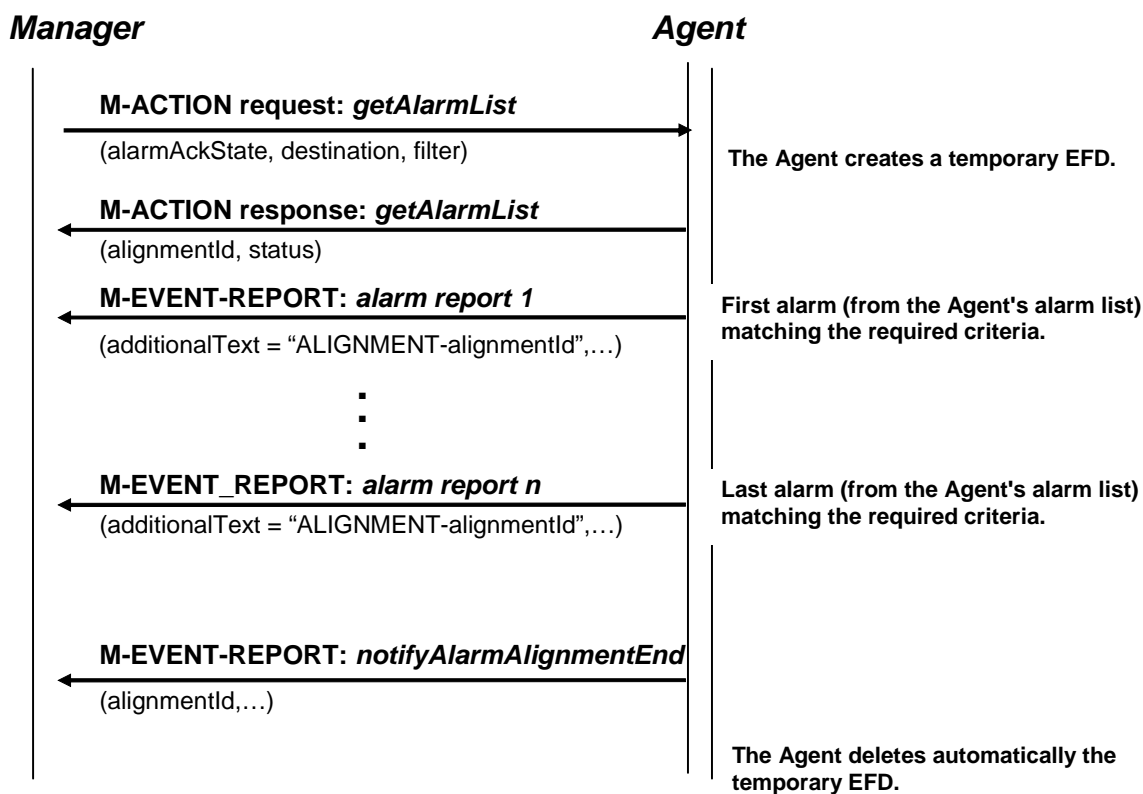 Manager
Agent
M-ACTION request: getAlarmList
(alarmAckState, destination, filter)
The Agent creates a temporary EFD.
M-ACTION response: getAlarmList
(alignmentId, status)
M-EVENT-REPORT: alarm report 1
(additionalText = “ALIGNMENT-alignmentId”,…)
First alarm (from the Agent's alarm list)
matching the required criteria.
M-EVENT_REPORT: alarm report n
(additionalText = “ALIGNMENT-alignmentId”,…)
Last alarm (from the Agent's alarm list)
matching the required criteria.
M-EVENT-REPORT: notifyAlarmAlignmentEnd
(alignmentId,…)
The Agent deletes automatically the
temporary EFD.